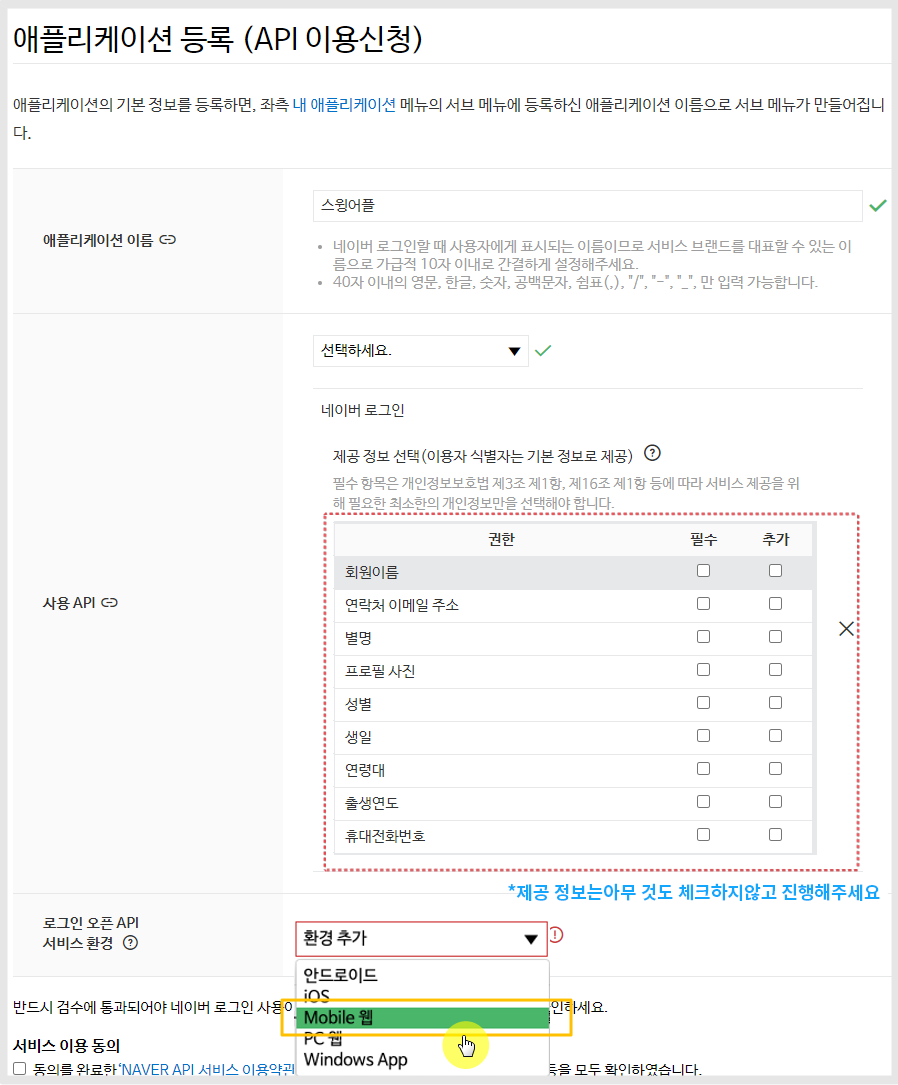 애플리케이션 등록 (API 이용신청)
애플리케이션의 기본 정보를 등록하면, 좌측 내 애플리케이션 메뉴의 서브 메뉴에 등록하신 애플리케이션 이름으로 서브 메뉴가 만들어집니
다.
애플리케이션 이름
스윙어플
네이버 로그인할 때 사용자에게 표시되는 이름이므로 서비스 브랜드를 대표할 수 있는 이
름으로 가급적 10자 이내로 간결하게 설정해주세요.
40자 이내의 영문, 한글, 숫자, 공백문자, 쉼표(,), "/", "-", "_", 만 입력 가능합니다.
사용 API
선택하세요.
네이버 로그인
제공 정보 선택(이용자 식별자는 기본 정보로 제공) ?
필수 항목은 개인정보보호법 제3조 제1항, 제16조 제1항 등에 따라 서비스 제공을 위
해 필요한 최소한의 개인정보만을 선택해야 합니다.
권한 필수 추가
회원이름
연락처 이메일 주소
별명
프로필 사진
성별
생일
연령대
출생연도
휴대전화번호
*제공 정보는아무 것도 체크하지않고 진행해주세요
로그인 오픈 API
서비스 환경 ?
환경 추가
안드로이드
iOS
Mobile 웹
PC 웹
Windows App
반드시 검수에 통과되어야 네이버 로그인 사용이 인하세요.
서비스 이용 동의
동의를 완료한 'NAVER API 서비스 이용약관 등을 모두 확인하였습니다.